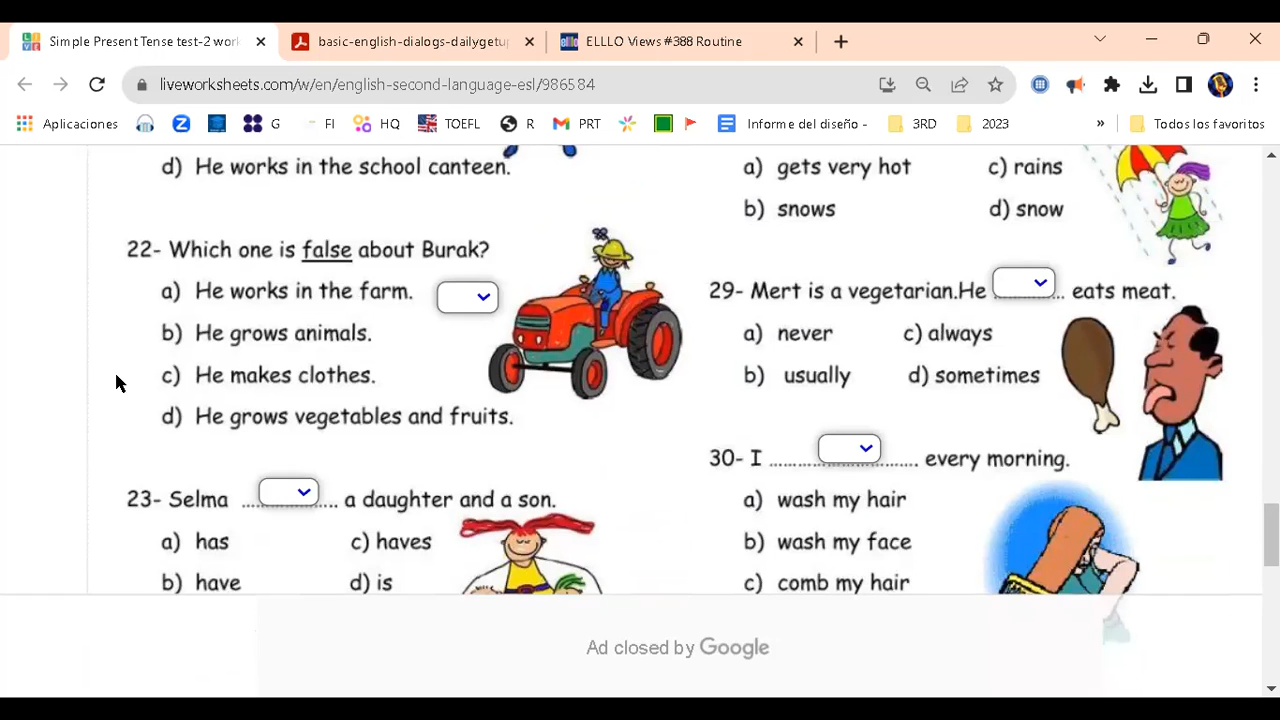 Simple Present Tense test-2 wor
basic-english-dialogs-dailygetup
elllo
ELLLO Views #388 Routine
liveworksheets.com/w/en/english-second-language-esl/986584
Aplicaciones
G
FI
HQ
TOEFL
R
PRT
Informe del diseño -
3RD
2023
»
Todos los favoritos
d) He works in the school canteen.
22- Which one is false about Burak?
a) He works in the farm.
b) He grows animals.
c) He makes clothes.
d) He grows vegetables and fruits.
23- Selma .................. a daughter and a son.
a) has c) haves
b) have d) is
a) gets very hot c) rains
b) snows d) snow
29- Mert is a vegetarian.He ............. eats meat.
a) never c) always
b) usually d) sometimes
30- I ............................ every morning.
a) wash my hair
b) wash my face
c) comb my hair
Ad closed by Google